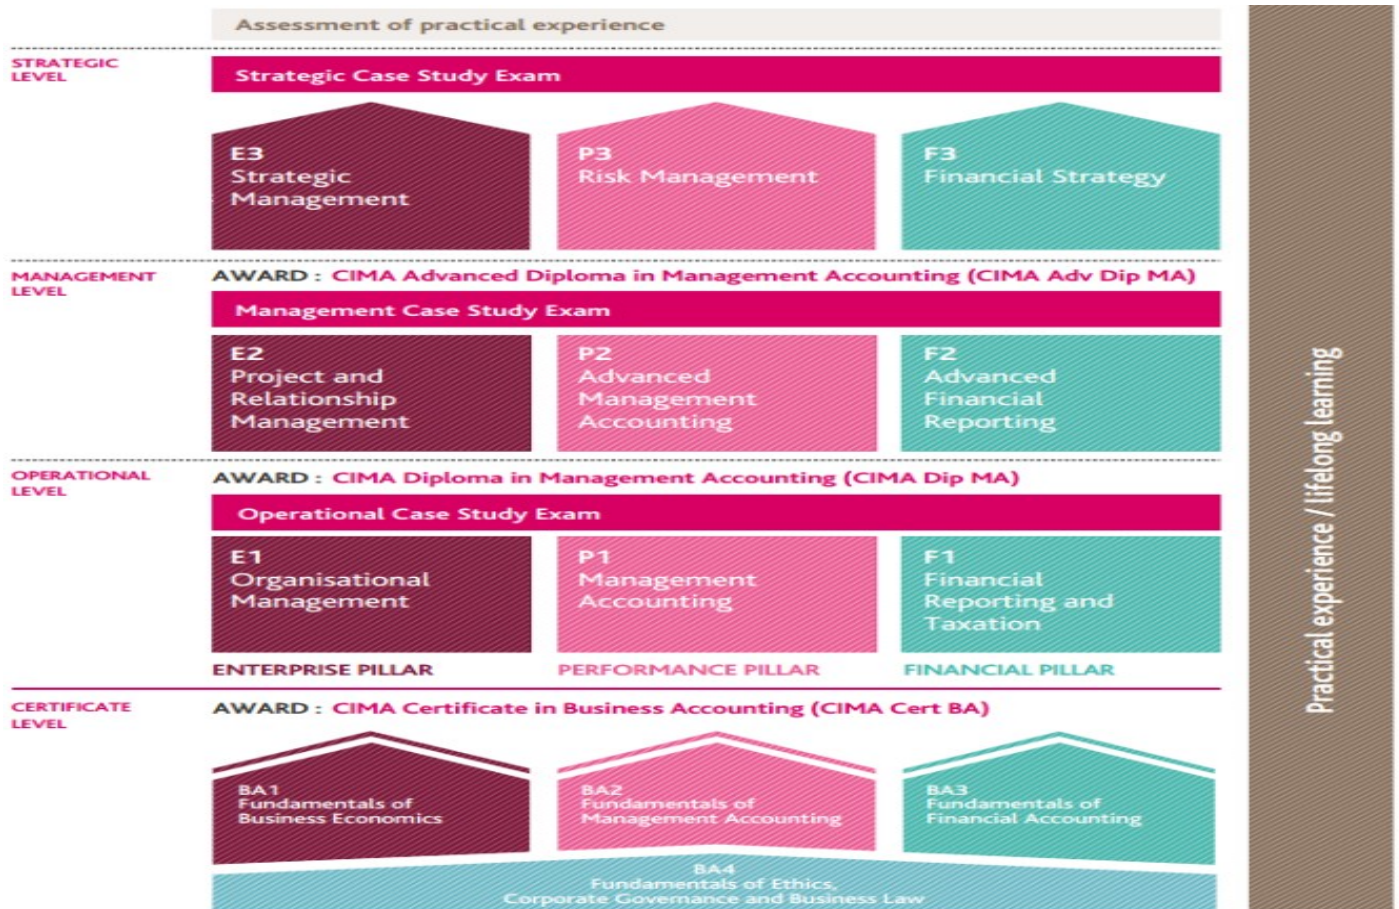 Assessment of practical experience
STRATEGIC
LEVEL
Strategic Case Study Exam
E3
Strategic
Management
P3
Risk Management
F3
Financial Strategy
MANAGEMENT
LEVEL
AWARD : CIMA Advanced Diploma in Management Accounting (CIMA Adv Dip MA)
Management Case Study Exam
E2
Project and
Relationship
Management
P2
Advanced
Management
Accounting
F2
Advanced
Financial
Reporting
OPERATIONAL
LEVEL
AWARD : CIMA Diploma in Management Accounting (CIMA Dip MA)
Operational Case Study Exam
E1
Organisational
Management
P1
Management
Accounting
F1
Financial
Reporting and
Taxation
ENTERPRISE PILLAR
PERFORMANCE PILLAR
FINANCIAL PILLAR
CERTIFICATE
LEVEL
AWARD : CIMA Certificate in Business Accounting (CIMA Cert BA)
BA1
Fundamentals of
Business Economics
BA2
Fundamentals of
Management Accounting
BA3
Fundamentals of
Financial Accounting
BA4
Fundamentals of Ethics,
Corporate Governance and Business Law
Practical experience / lifelong learning